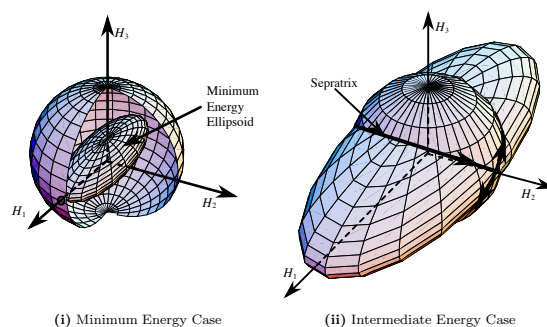 H3
Minimum
Energy
Ellipsoid
H1
H2
(i) Minimum Energy Case
H3
Sepratrix
H2
H1
(ii) Intermediate Energy Case